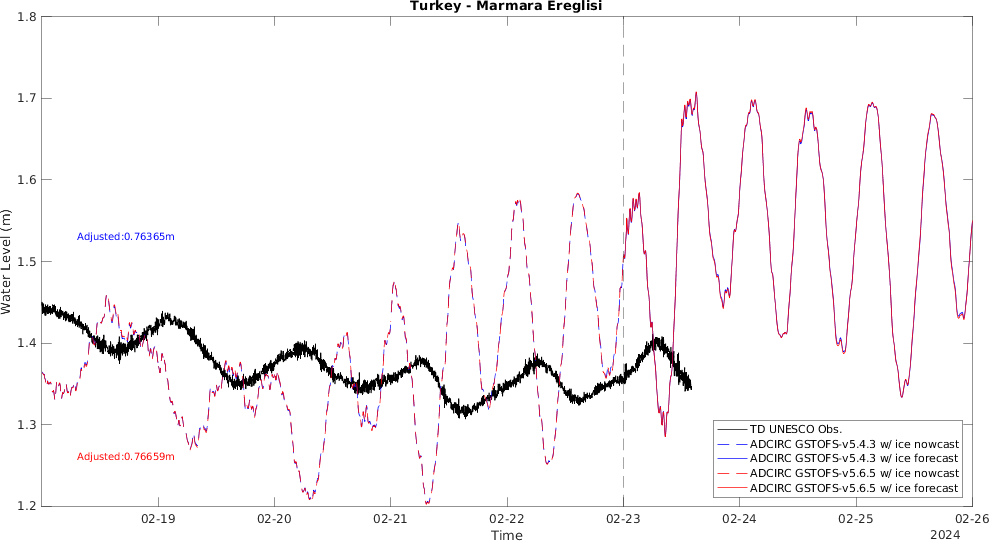 Turkey - Marmara Ereglisi
1.8
1.7
1.6
1.5
1.4
1.3
1.2
Water Level (m)
Adjusted:0.76365m
Adjusted:0.76659m
TD UNESCO Obs.
ADCIRC GSTOFS-v5.4.3 w/ ice nowcast
ADCIRC GSTOFS-v5.4.3 w/ ice forecast
ADCIRC GSTOFS-v5.6.5 w/ ice nowcast
ADCIRC GSTOFS-v5.6.5 w/ ice forecast
02-19 02-20 02-21 02-22 02-23 02-24 02-25 02-26
Time
2024